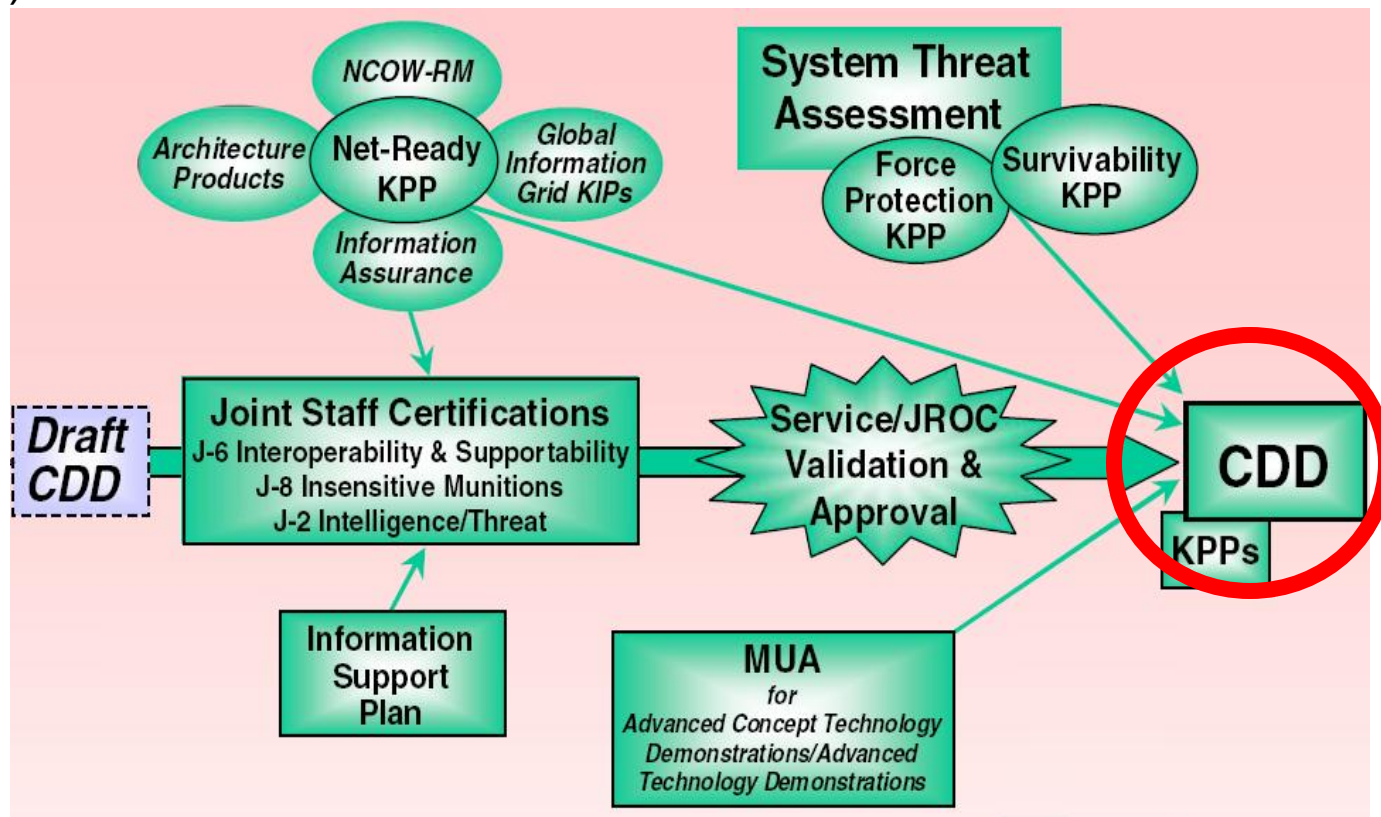 )
NCOW-RM
Architecture
Products
Net-Ready
KPP
Global
Information
Grid KIPs
Information
Assurance
System Threat
Assessment
Force
Protection
KPP
Survivability
KPP
Draft
CDD
Joint Staff Certifications
J-6 Interoperability & Supportability
J-8 Insensitive Munitions
J-2 Intelligence/Threat
Service/JROC
Validation &
Approval
CDD
KPPs
Information
Support
Plan
MUA
for
Advanced Concept Technology
Demonstrations/Advanced
Technology Demonstrations